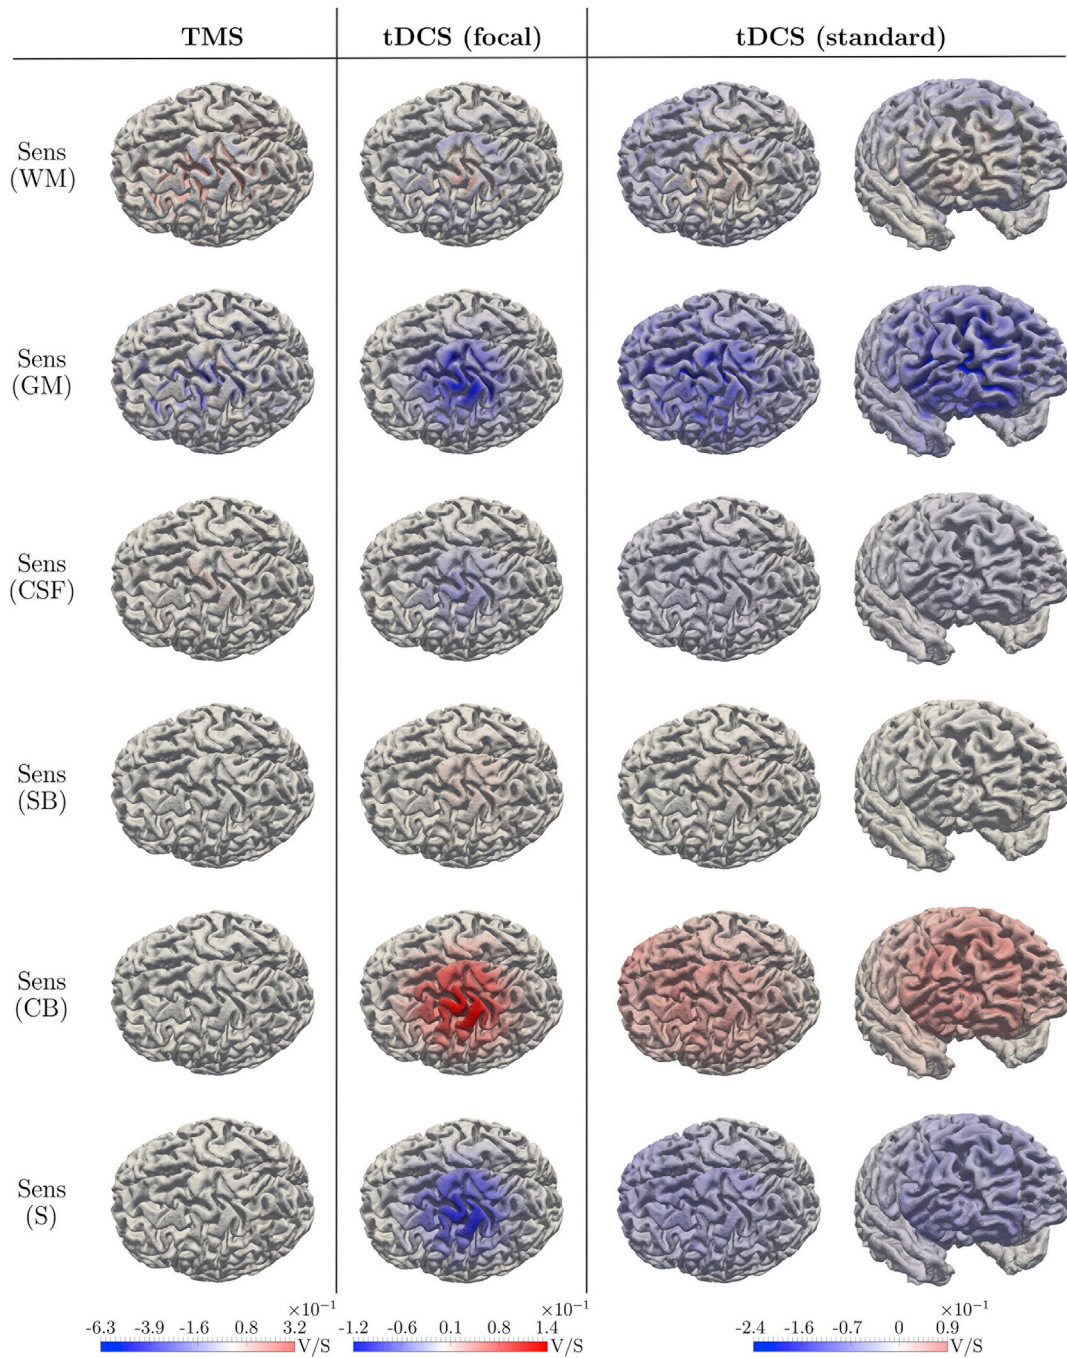 TMS tDCS (focal) tDCS (standard)
Sens
(WM)
Sens
(GM)
Sens
(CSF)
Sens
(SB)
Sens
(CB)
Sens
(S)
×10⁻¹ ×10⁻¹ ×10⁻¹
-6.3 -3.9 -1.6 0.8 3.2 -1.2 -0.6 0.1 0.8 1.4 -2.4 -1.6 -0.7 0 0.9
V/S V/S V/S